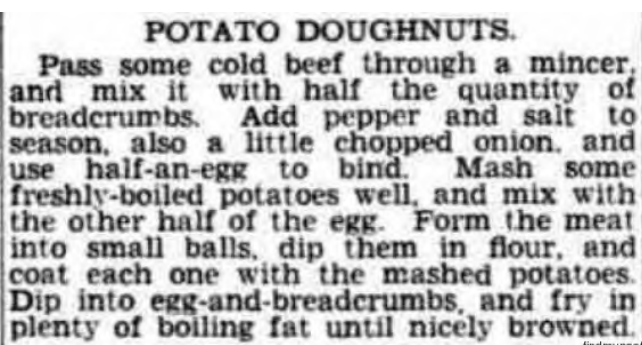 POTATO DOUGHNUTS.
Pass some cold beef through a mincer,
and mix it with half the quantity of
breadcrumbs. Add pepper and salt to
season, also a little chopped onion, and
use half-an-egg to bind. Mash some
freshly-boiled potatoes well, and mix with
the other half of the egg. Form the meat
into small balls, dip them in flour, and
coat each one with the mashed potatoes.
Dip into egg-and-breadcrumbs, and fry in
plenty of boiling fat until nicely browned.